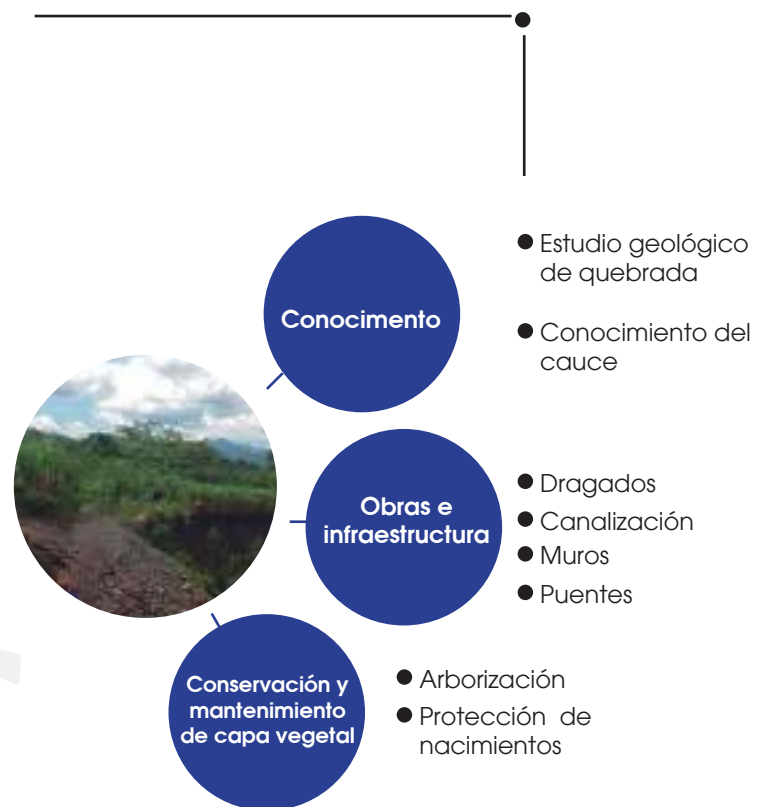 Conocimento
● Estudio geológico
de quebrada
● Conocimiento del
cauce
Obras e
infraestructura
● Dragados
● Canalización
● Muros
● Puentes
Conservación y
mantenimiento
de capa vegetal
● Arborización
● Protección de
nacimientos